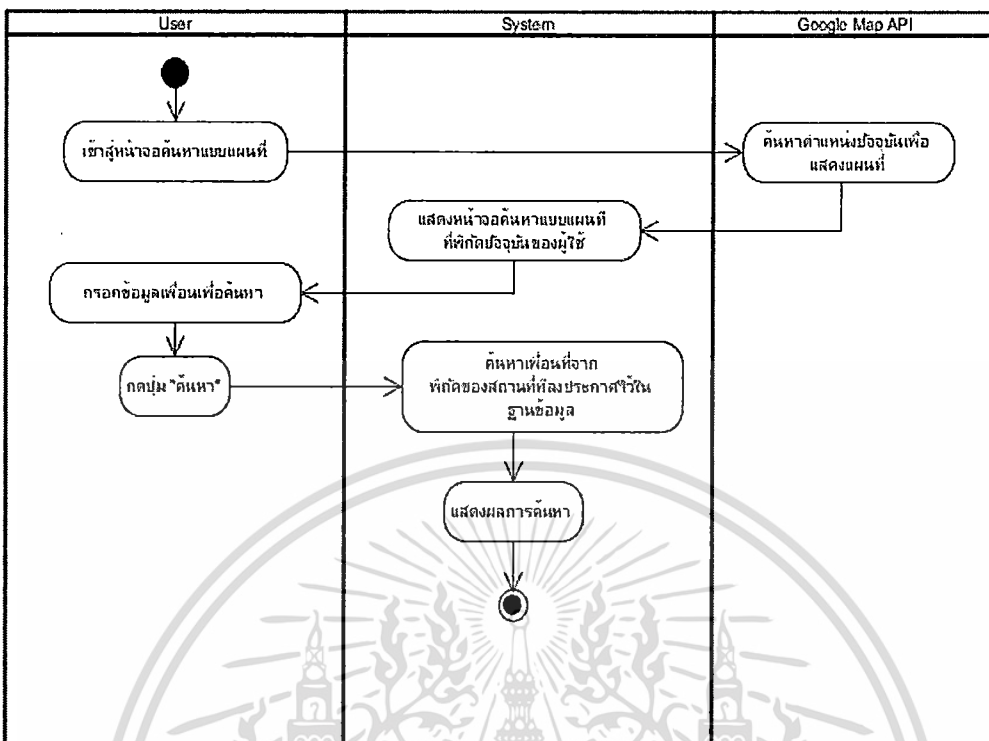 User
System
Google Map API
เข้าสู่หน้าจอค้นหาแบบแผนที่
ค้นหาตำแหน่งปัจจุบันเพื่อ
แสดงแผนที่
แสดงหน้าจอค้นหาแบบแผนที่
ที่พิกัดปัจจุบันของผู้ใช้
กรอกข้อมูลเพื่อนเพื่อค้นหา
กดปุ่ม "ค้นหา"
ค้นหาเพื่อนที่จาก
พิกัดของสถานที่ที่ลงประกาศไว้ใน
ฐานข้อมูล
แสดงผลการค้นหา